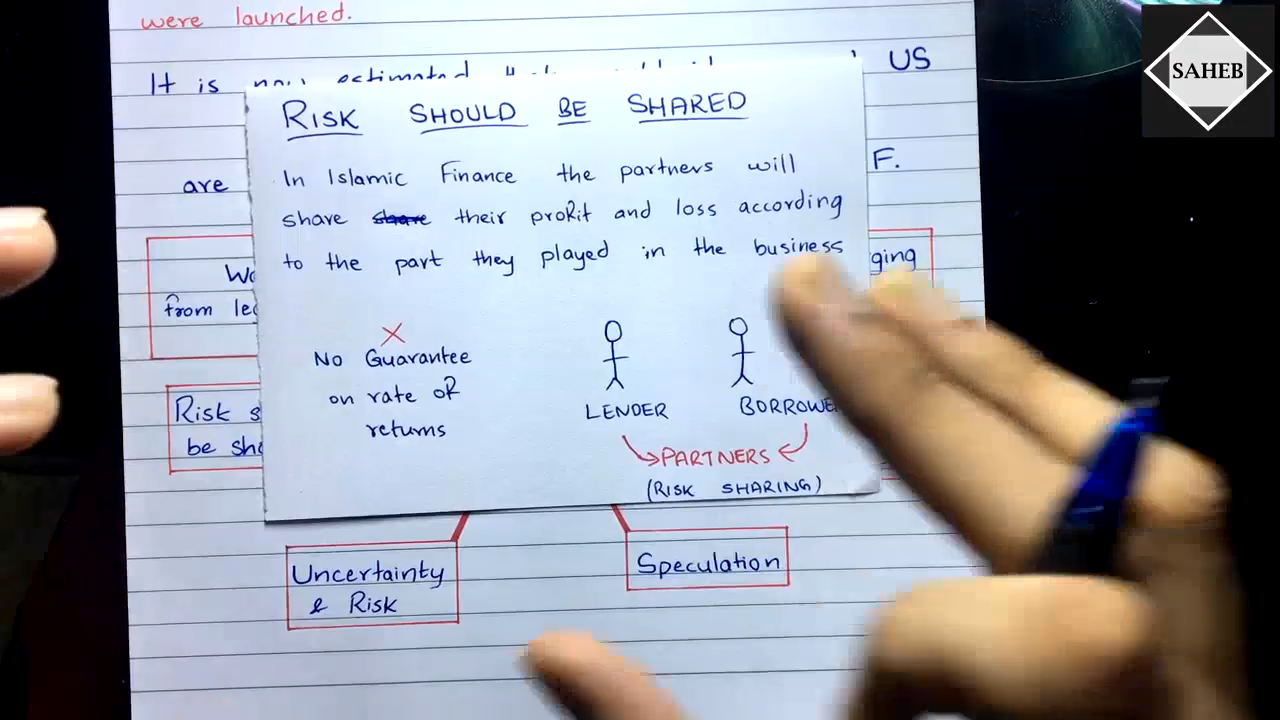 were launched.
It is now estimated US
SAHEB
RISK SHOULD BE SHARED
are F.
In Islamic Finance the partners will
share share their profit and loss according
to the part they played in the business
ging
from
No Guarantee
on rate of
returns
LENDER BORROWE
Risk
be
PARTNERS
(RISK SHARING)
Uncertainty
& Risk
Speculation